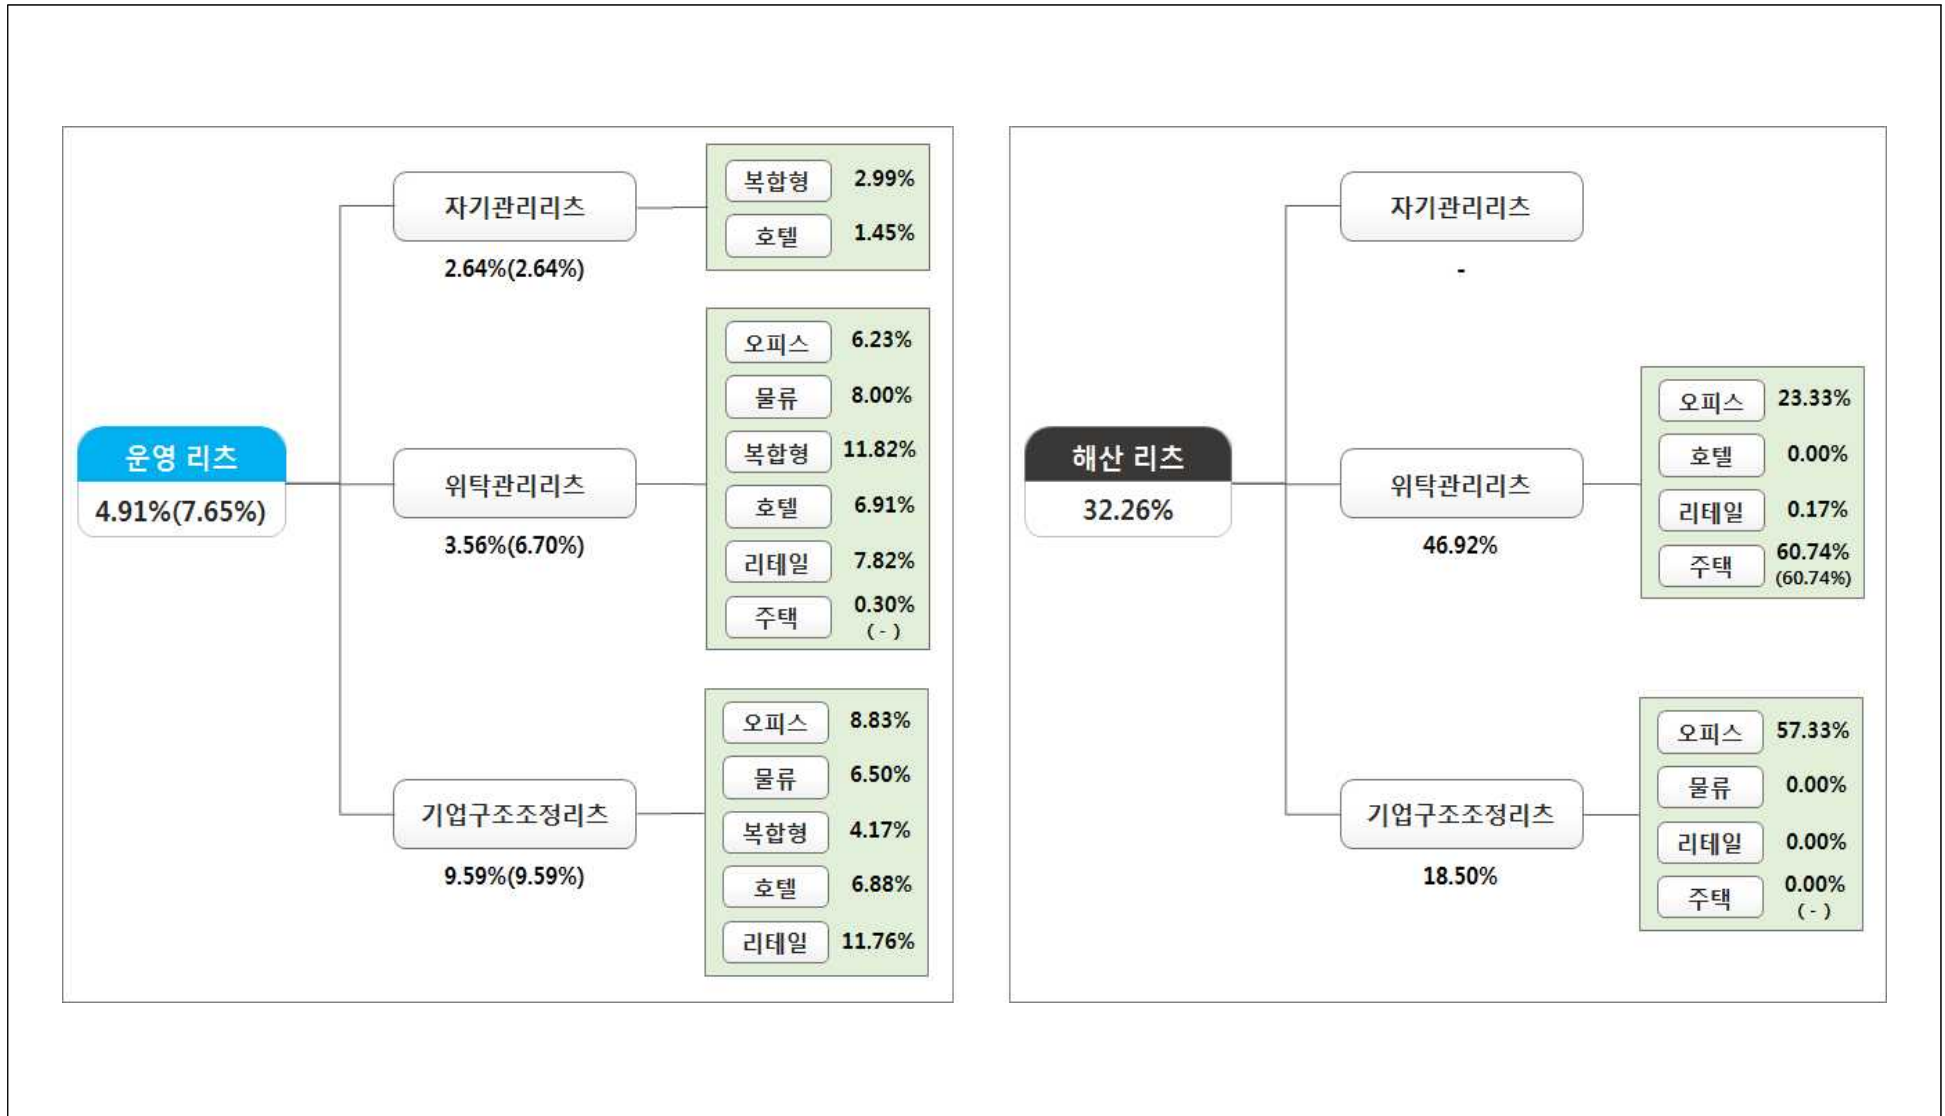 운영 리츠
4.91%(7.65%)
자기관리리츠
2.64%(2.64%)
복합형 2.99%
호텔 1.45%
위탁관리리츠
3.56%(6.70%)
오피스 6.23%
물류 8.00%
복합형 11.82%
호텔 6.91%
리테일 7.82%
주택 0.30%
( - )
기업구조조정리츠
9.59%(9.59%)
오피스 8.83%
물류 6.50%
복합형 4.17%
호텔 6.88%
리테일 11.76%
해산 리츠
32.26%
자기관리리츠
-
위탁관리리츠
46.92%
오피스 23.33%
호텔 0.00%
리테일 0.17%
주택 60.74%
(60.74%)
기업구조조정리츠
18.50%
오피스 57.33%
물류 0.00%
리테일 0.00%
주택 0.00%
( - )